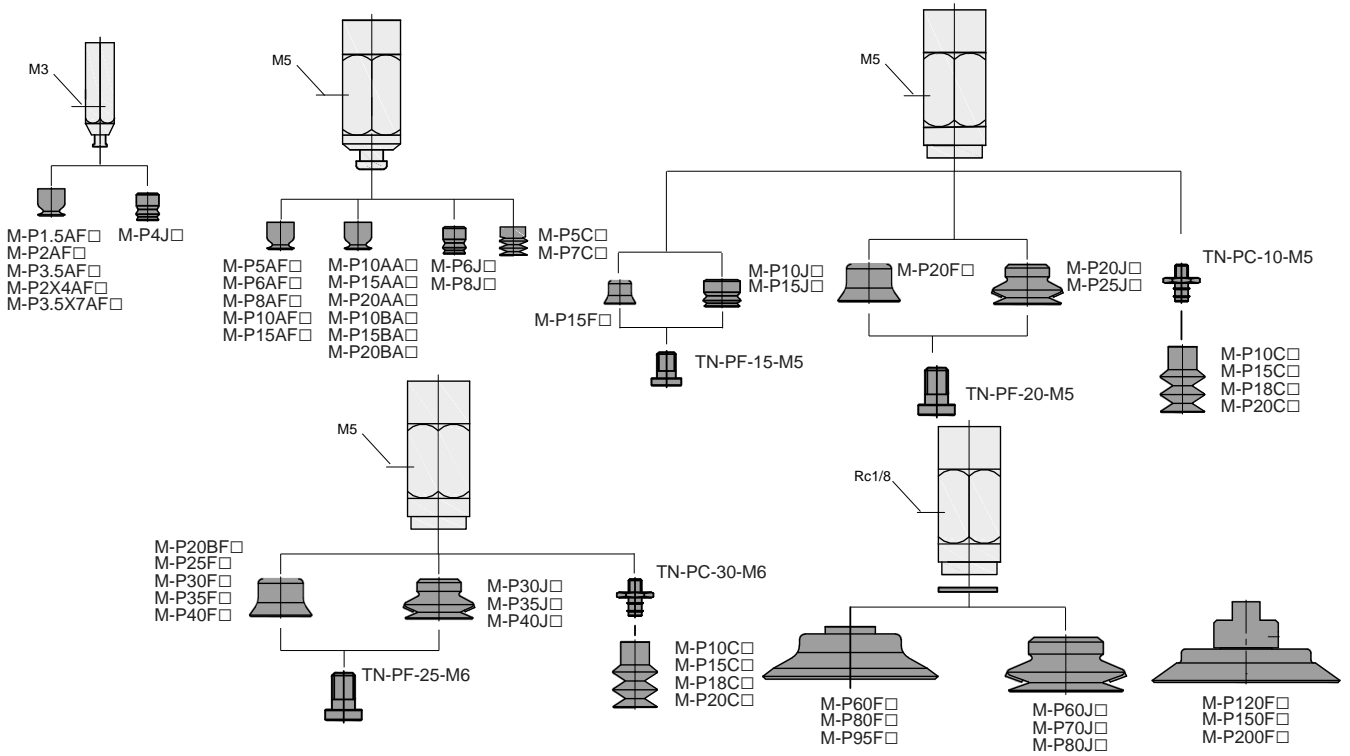 M3
M-P1.5AF□
M-P2AF□
M-P3.5AF□
M-P2X4AF□
M-P3.5X7AF□
M-P4J□
M5
M-P5AF□
M-P6AF□
M-P8AF□
M-P10AF□
M-P15AF□
M-P10AA□
M-P15AA□
M-P20AA□
M-P10BA□
M-P15BA□
M-P20BA□
M-P6J□
M-P8J□
M-P5C□
M-P7C□
M5
M-P15F□
M-P10J□
M-P15J□
TN-PF-15-M5
M-P20F□
M-P20J□
M-P25J□
TN-PF-20-M5
TN-PC-10-M5
M-P10C□
M-P15C□
M-P18C□
M-P20C□
M5
M-P20BF□
M-P25F□
M-P30F□
M-P35F□
M-P40F□
M-P30J□
M-P35J□
M-P40J□
TN-PF-25-M6
TN-PC-30-M6
M-P10C□
M-P15C□
M-P18C□
M-P20C□
Rc1/8
M-P60F□
M-P80F□
M-P95F□
M-P60J□
M-P70J□
M-P80J□
M-P120F□
M-P150F□
M-P200F□